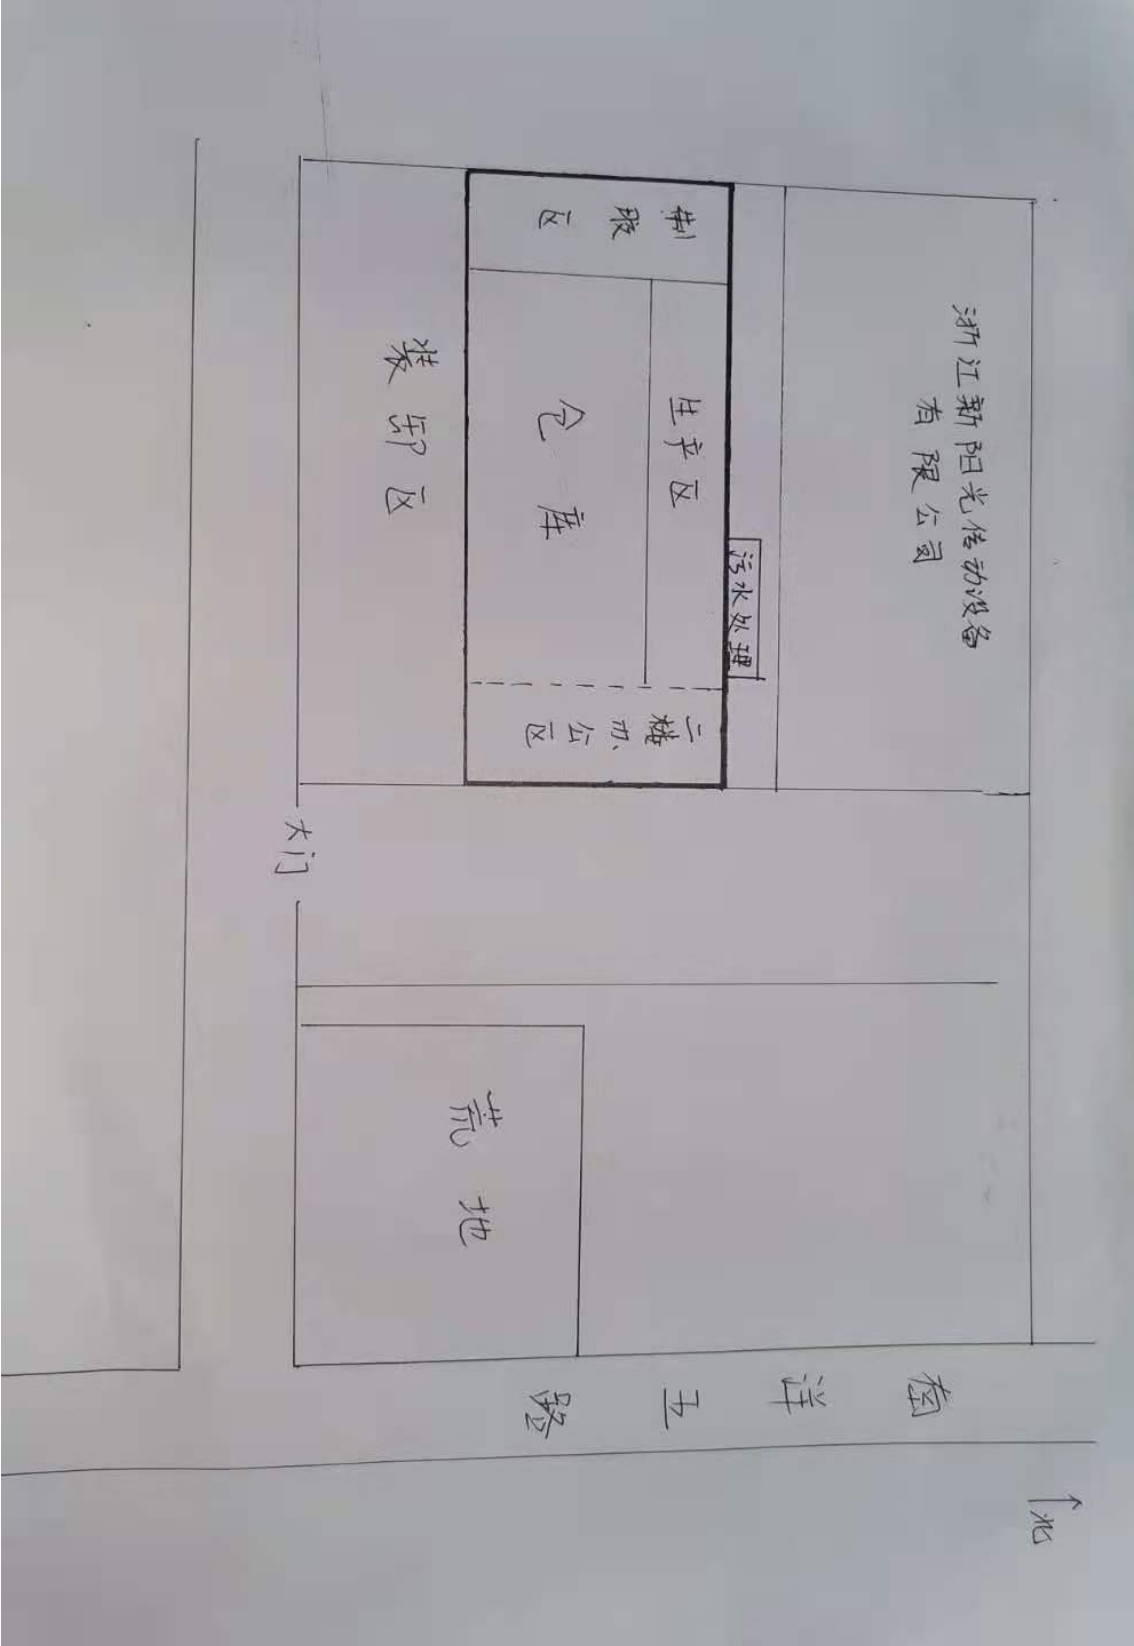 浙江新阳光传动设备
有限公司
污水处理
制区
生产区
仓库
二楼办公区
装卸区
大门
荒地
洋五路
北